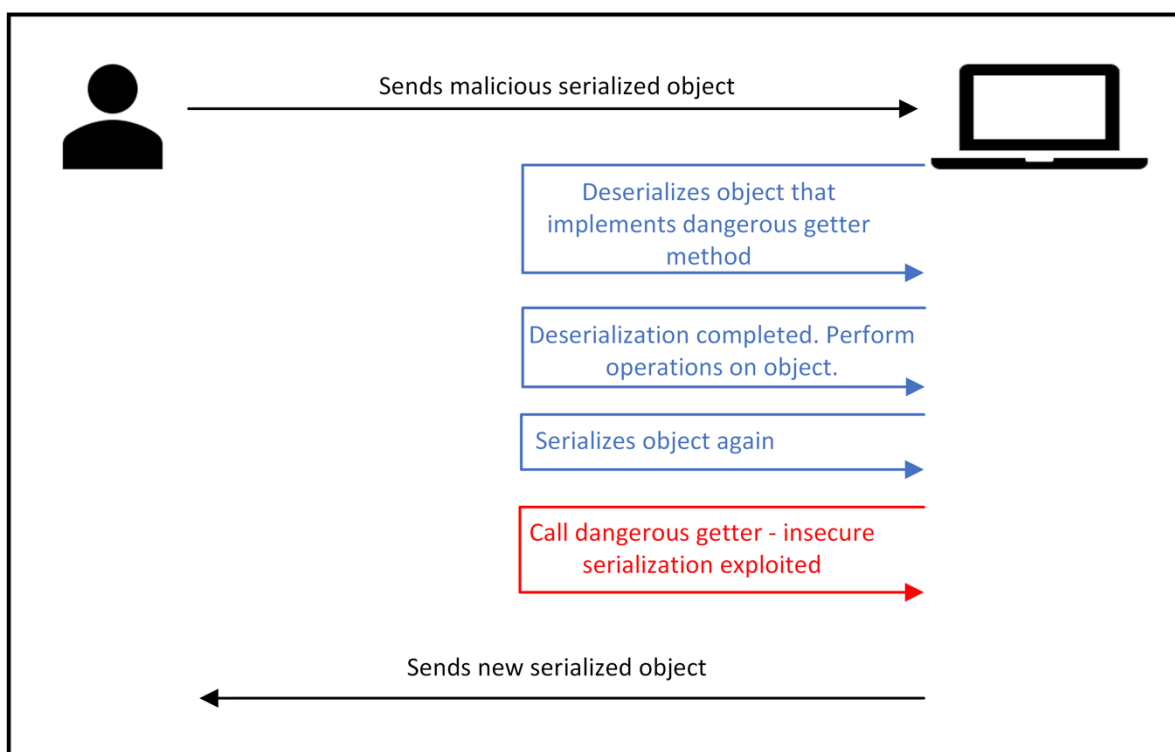 Sends malicious serialized object
Deserializes object that
implements dangerous getter
method
Deserialization completed. Perform
operations on object.
Serializes object again
Call dangerous getter - insecure
serialization exploited
Sends new serialized object